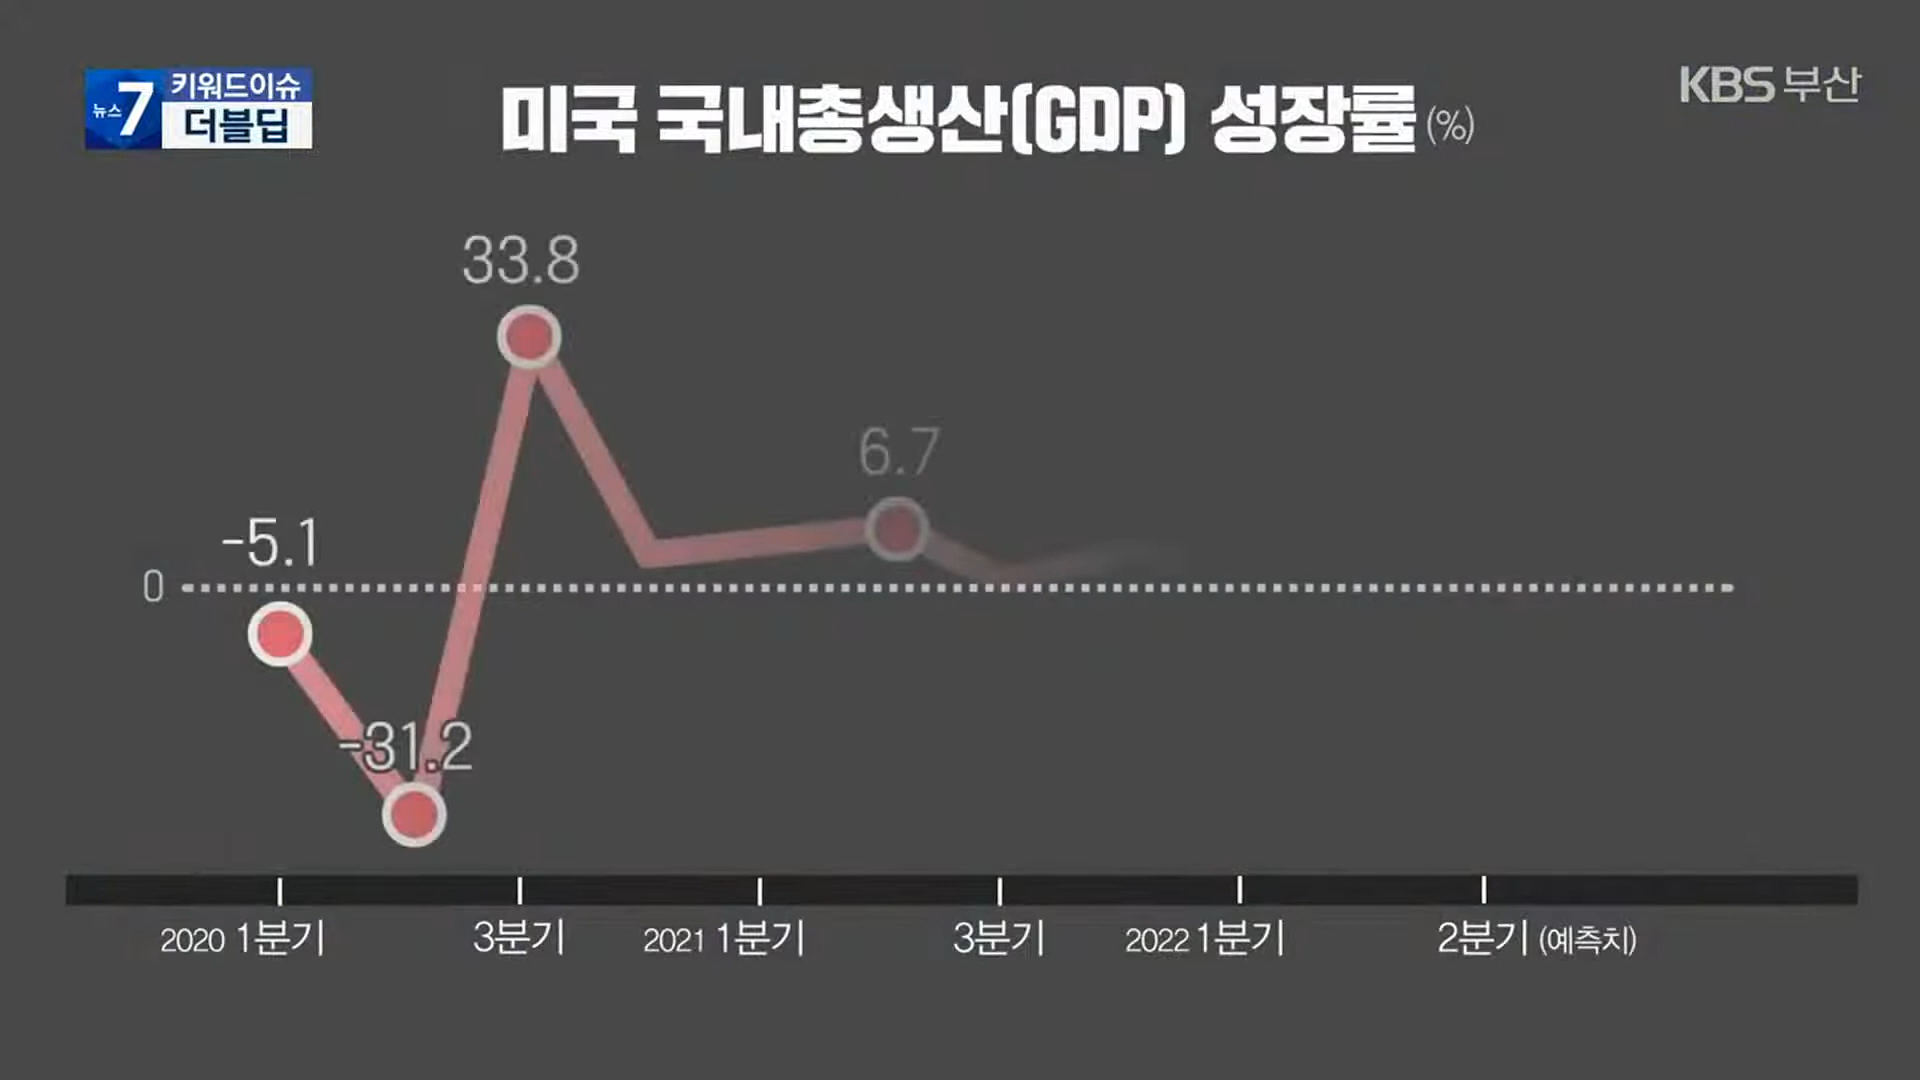 뉴스7
키워드이슈
더블딥
미국 국내총생산(GDP) 성장률(%)
KBS 부산
33.8
6.7
-5.1
0
-31.2
2020 1분기
3분기
2021 1분기
3분기
2022 1분기
2분기 (예측치)